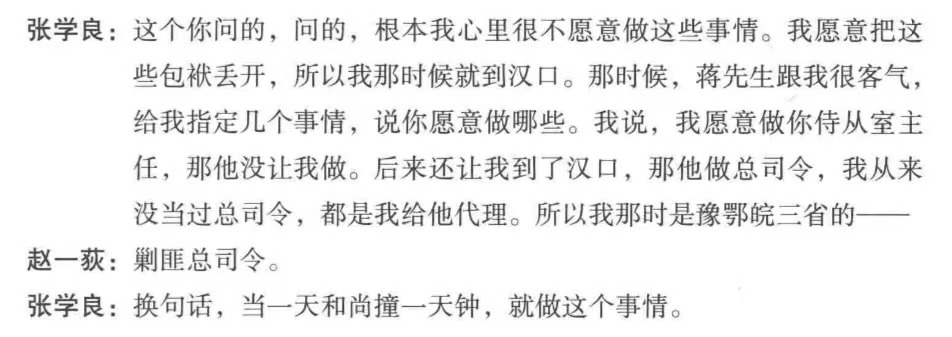 张学良：这个你问的，问的，根本我心里很不愿意做这些事情。我愿意把这
些包袱丢开，所以我那时候就到汉口。那时候，蒋先生跟我很客气，
给我指定几个事情，说你愿意做哪些。我说，我愿意做你侍从室主
任，那他没让我做。后来还让我到了汉口，那他做总司令，我从来
没当过总司令，都是我给他代理。所以我那时是豫鄂皖三省的——
赵一荻：剿匪总司令。
张学良：换句话，当一天和尚撞一天钟，就做这个事情。